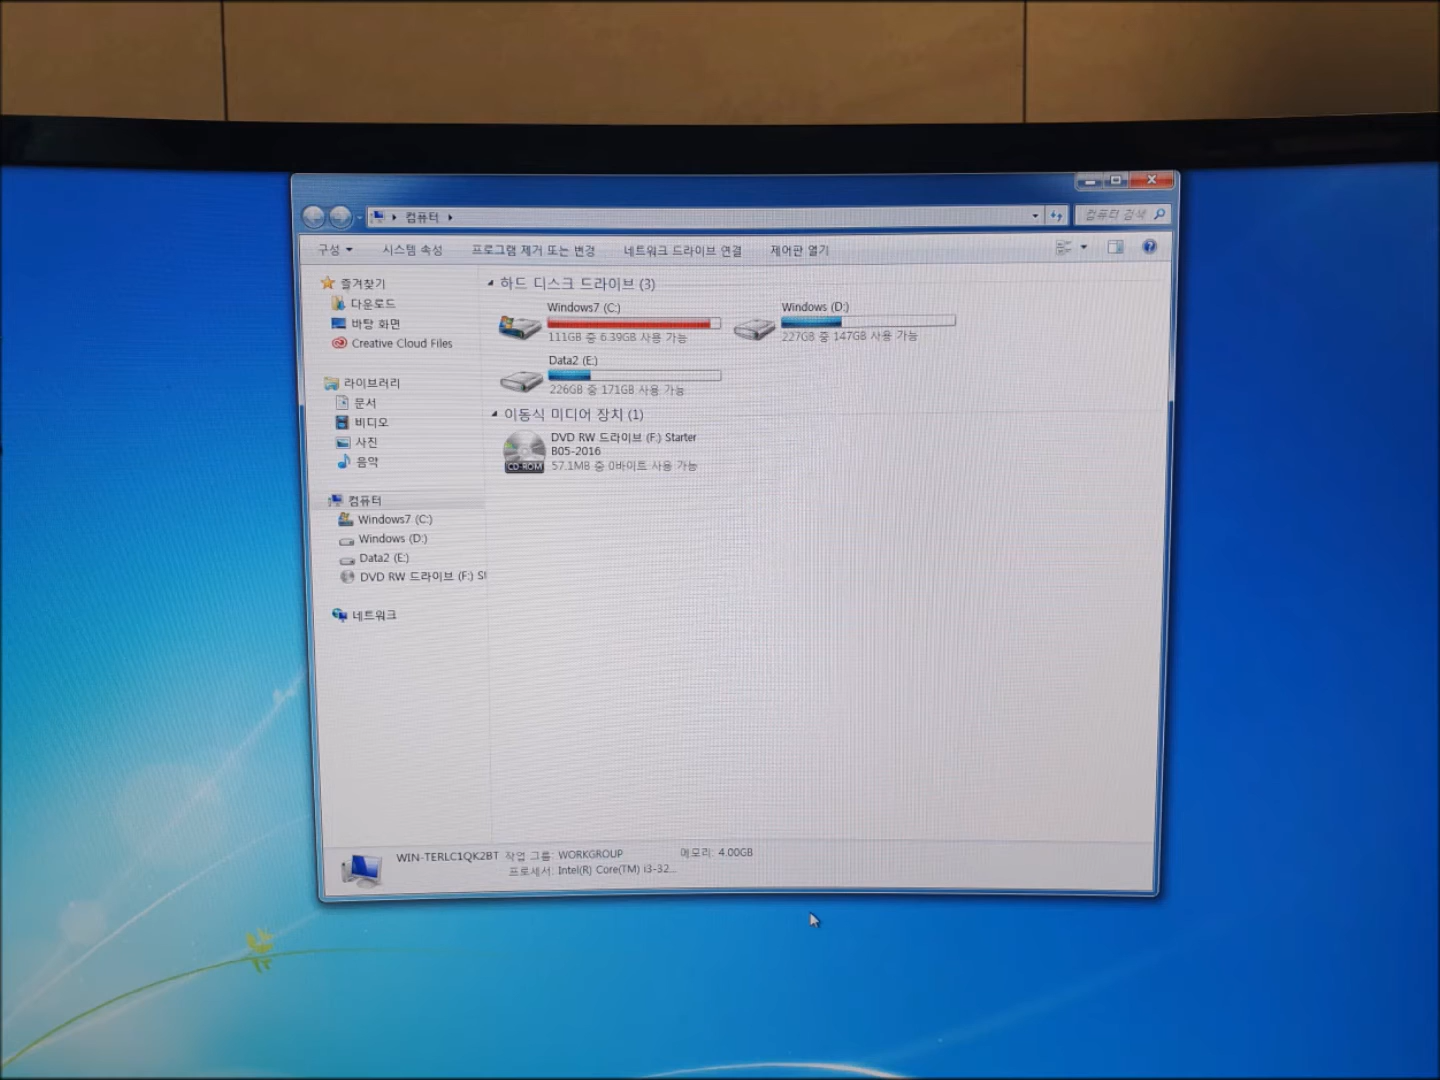 컴퓨터
컴퓨터 검색
구성 시스템 속성 프로그램 제거 또는 변경 네트워크 드라이브 연결 제어판 열기
즐겨찾기
다운로드
바탕 화면
Creative Cloud Files
라이브러리
문서
비디오
사진
음악
컴퓨터
Windows7 (C:)
Windows (D:)
Data2 (E:)
DVD RW 드라이브 (F:) St
네트워크
하드 디스크 드라이브 (3)
Windows7 (C:)
111GB 중 6.39GB 사용 가능
Windows (D:)
227GB 중 147GB 사용 가능
Data2 (E:)
226GB 중 171GB 사용 가능
이동식 미디어 장치 (1)
CD-ROM
DVD RW 드라이브 (F:) Starter
B05-2016
57.1MB 중 0바이트 사용 가능
WIN-TERLC1QK2BT 작업 그룹: WORKGROUP 메모리: 4.00GB
프로세서: Intel(R) Core(TM) i3-32...